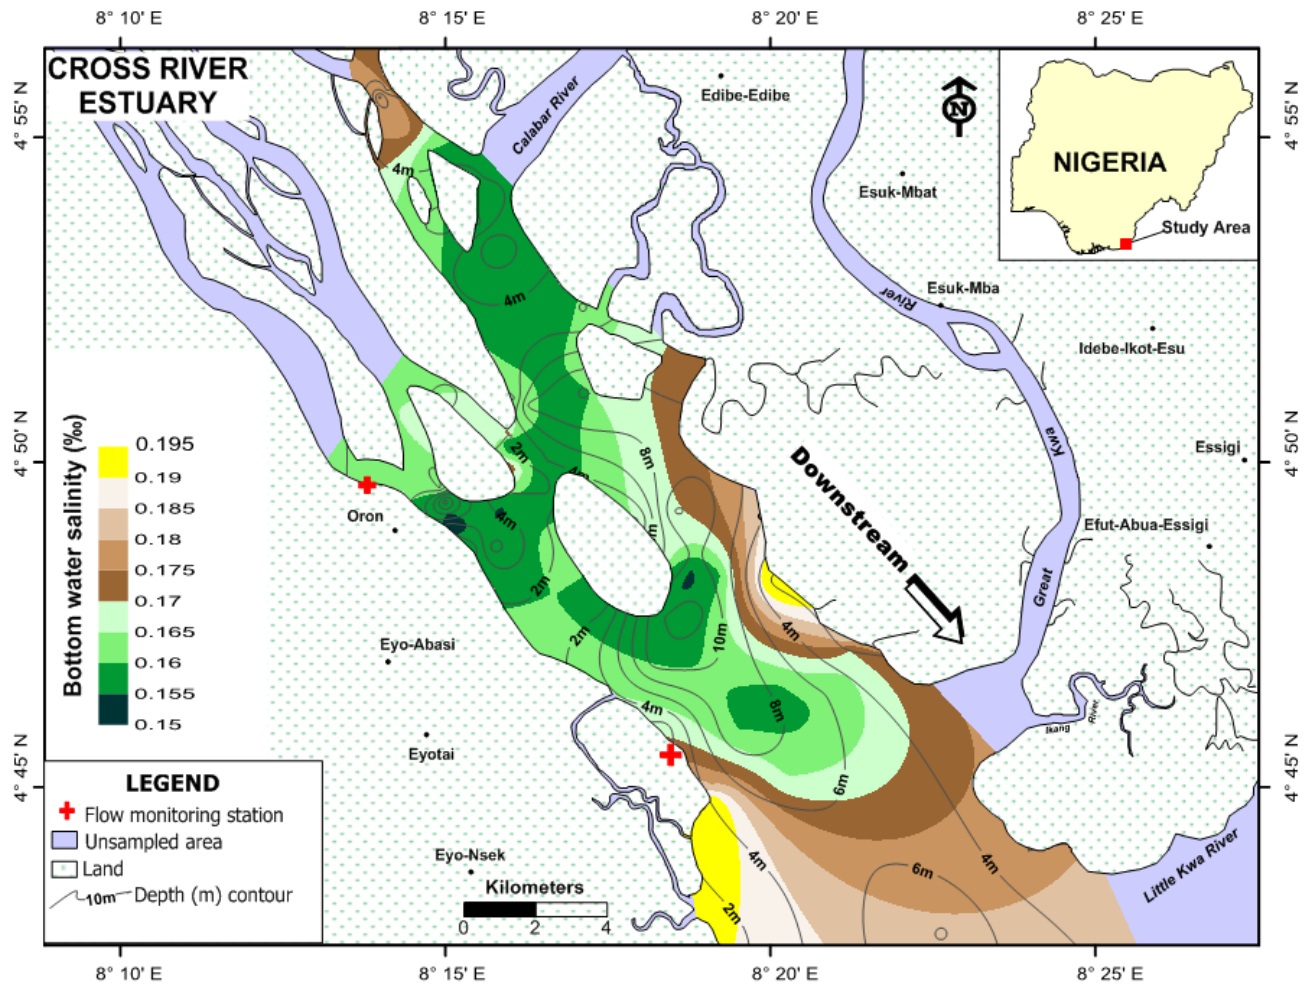 8° 10' E
8° 15' E
8° 20' E
8° 25' E
CROSS RIVER
ESTUARY
4° 55' N
4° 55' N
Calabar River
Edibe-Edibe
N
NIGERIA
Study Area
Esuk-Mbat
4m
4m
River
Esuk-Mba
Idebe-Ikot-Esu
Kwa
Great
4° 50' N
4° 50' N
Bottom water salinity (‰)
0.195
0.19
0.185
0.18
0.175
0.17
0.165
0.16
0.155
0.15
2m
8m
4m
m
4m
Oron
Downstream
Essigi
Efut-Abua-Essigi
2m
2m
10m
4m
Eyo-Abasi
4m
8m
6m
Ikang
River
Eyotai
4° 45' N
4° 45' N
LEGEND
Flow monitoring station
Unsampled area
Land
10m Depth (m) contour
Eyo-Nsek
Kilometers
0 2 4
4m
2m
6m
4m
Little Kwa River
8° 10' E
8° 15' E
8° 20' E
8° 25' E